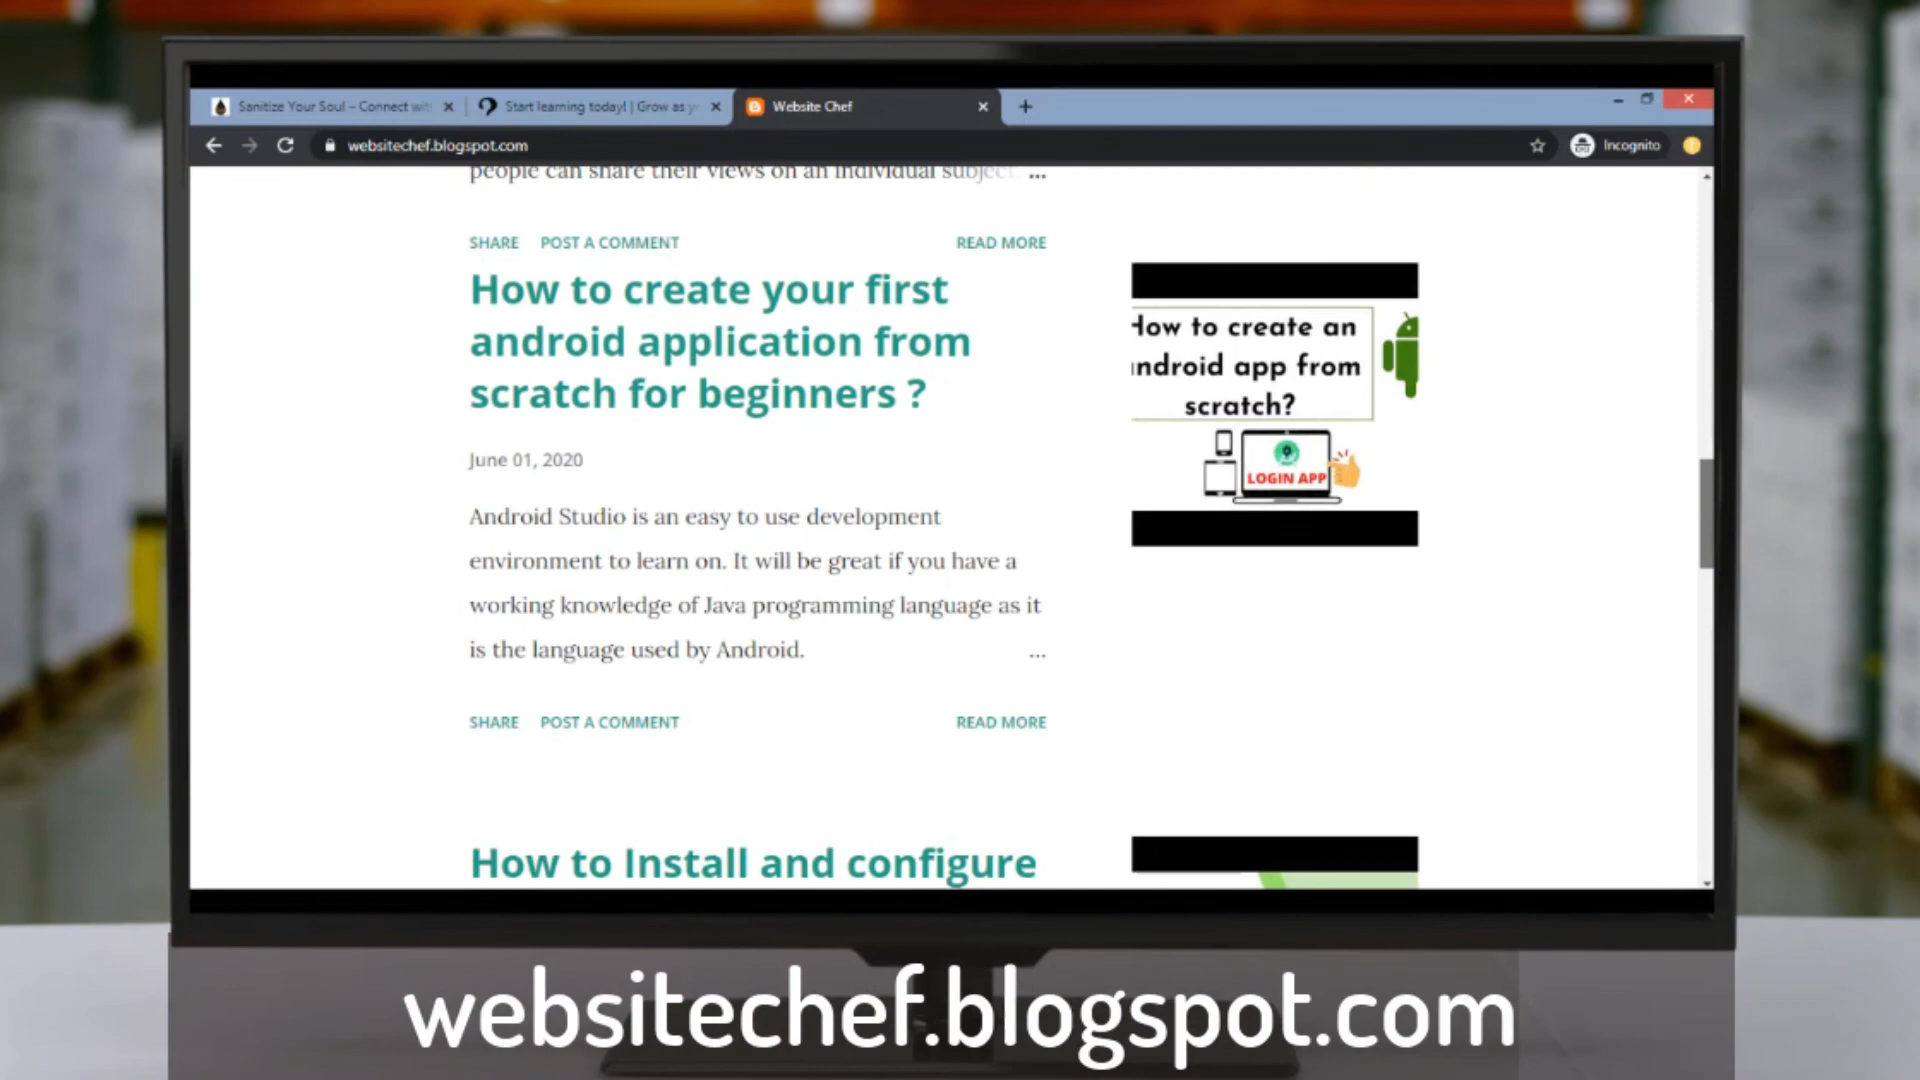 Sanitize Your Soul – Connect wit
Start learning today! | Grow as y
Website Chef
websitechef.blogspot.com
Incognito
people can share their views on an individual subject. ...
SHARE POST A COMMENT READ MORE
How to create your first
android application from
scratch for beginners ?
June 01, 2020
Android Studio is an easy to use development
environment to learn on. It will be great if you have a
working knowledge of Java programming language as it
is the language used by Android. ...
SHARE POST A COMMENT READ MORE
How to create an
android app from
scratch?
LOGIN APP
How to Install and configure
websitechef.blogspot.com